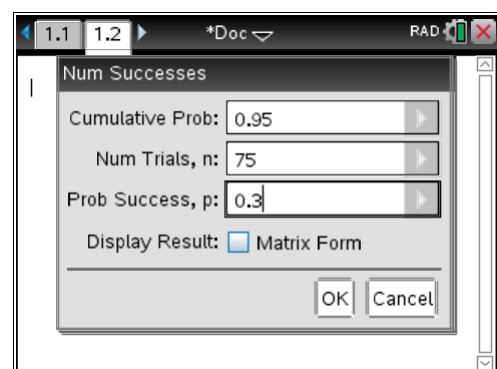 1.1 1.2 *Doc RAD
Num Successes
Cumulative Prob: 0.95
Num Trials, n: 75
Prob Success, p: 0.3
Display Result: Matrix Form
OK Cancel